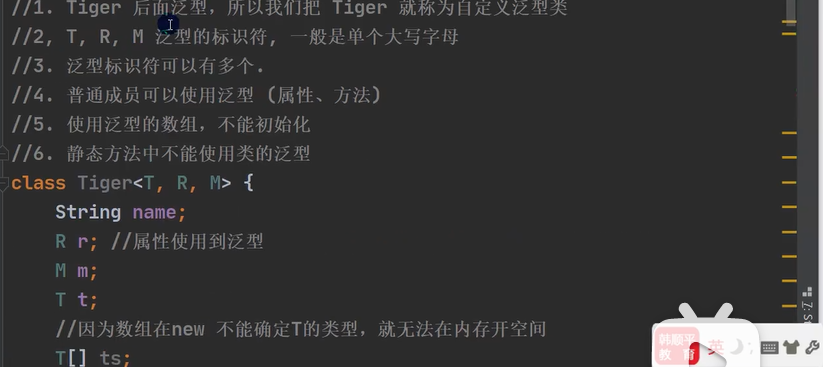 //1. Tiger 后面泛型，所以我们把 Tiger 就称为自定义泛型类
//2, T, R, M 泛型的标识符, 一般是单个大写字母
//3. 泛型标识符可以有多个.
//4. 普通成员可以使用泛型 (属性、方法)
//5. 使用泛型的数组，不能初始化
//6. 静态方法中不能使用类的泛型
class Tiger<T, R, M> {
String name;
R r; //属性使用到泛型
M m;
T t;
//因为数组在new 不能确定T的类型，就无法在内存开空间
T[] ts;
韩顺平
教育
英